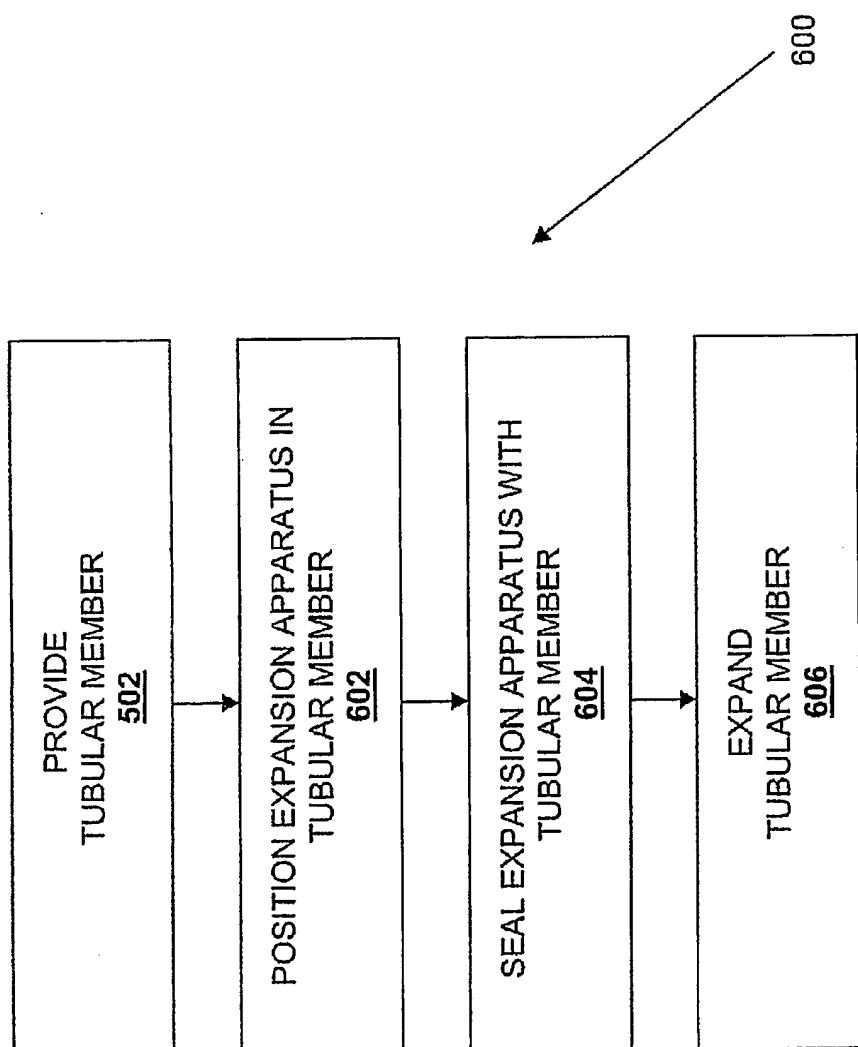 PROVIDE
TUBULAR MEMBER
502
POSITION EXPANSION APPARATUS IN
TUBULAR MEMBER
602
SEAL EXPANSION APPARATUS WITH
TUBULAR MEMBER
604
EXPAND
TUBULAR MEMBER
606
600